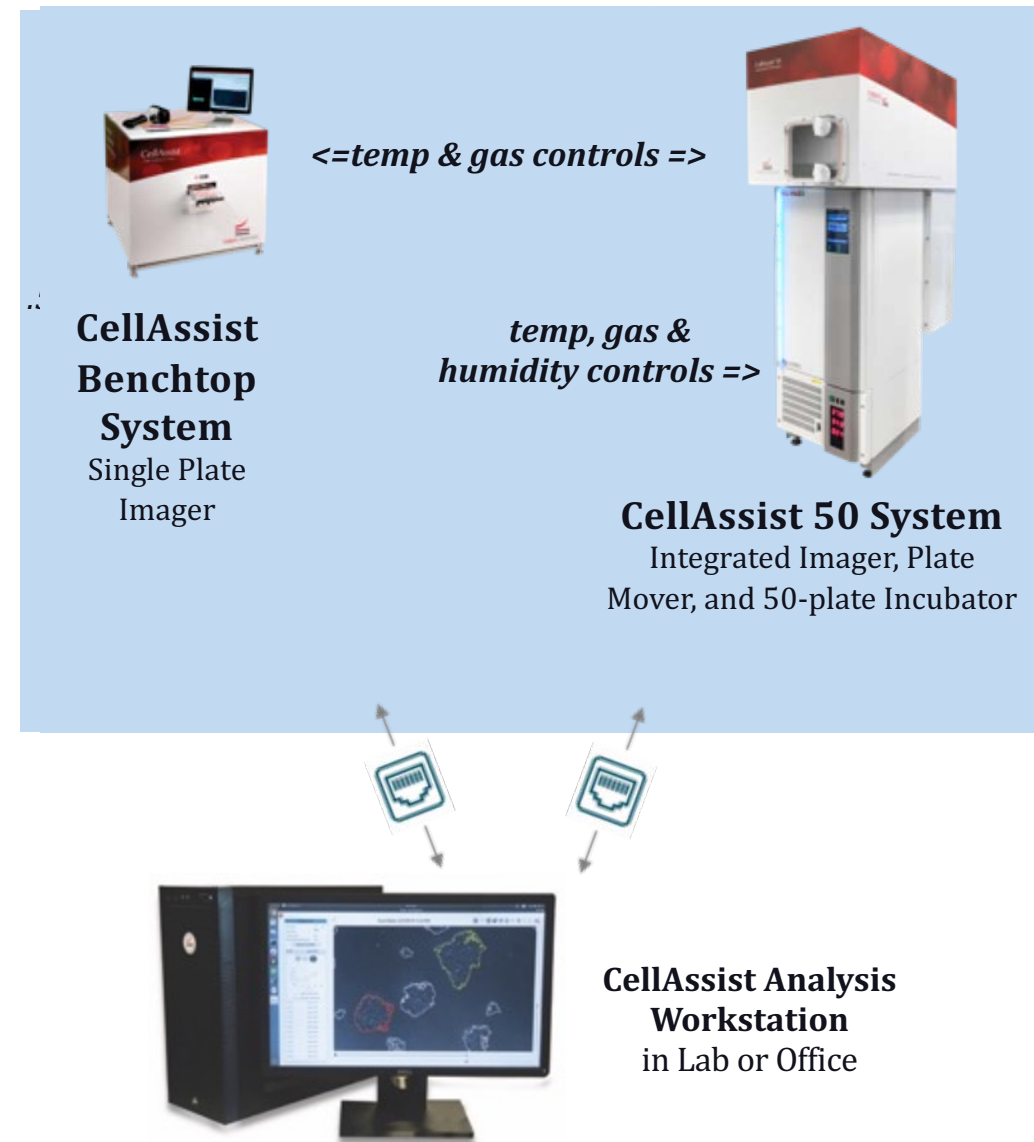 CellAssist
<=temp & gas controls =>
CellAssist
Benchtop
System
Single Plate
Imager
temp, gas &
humidity controls =>
CellAssist 50 System
Integrated Imager, Plate
Mover, and 50-plate Incubator
CellAssist Analysis
Workstation
in Lab or Office